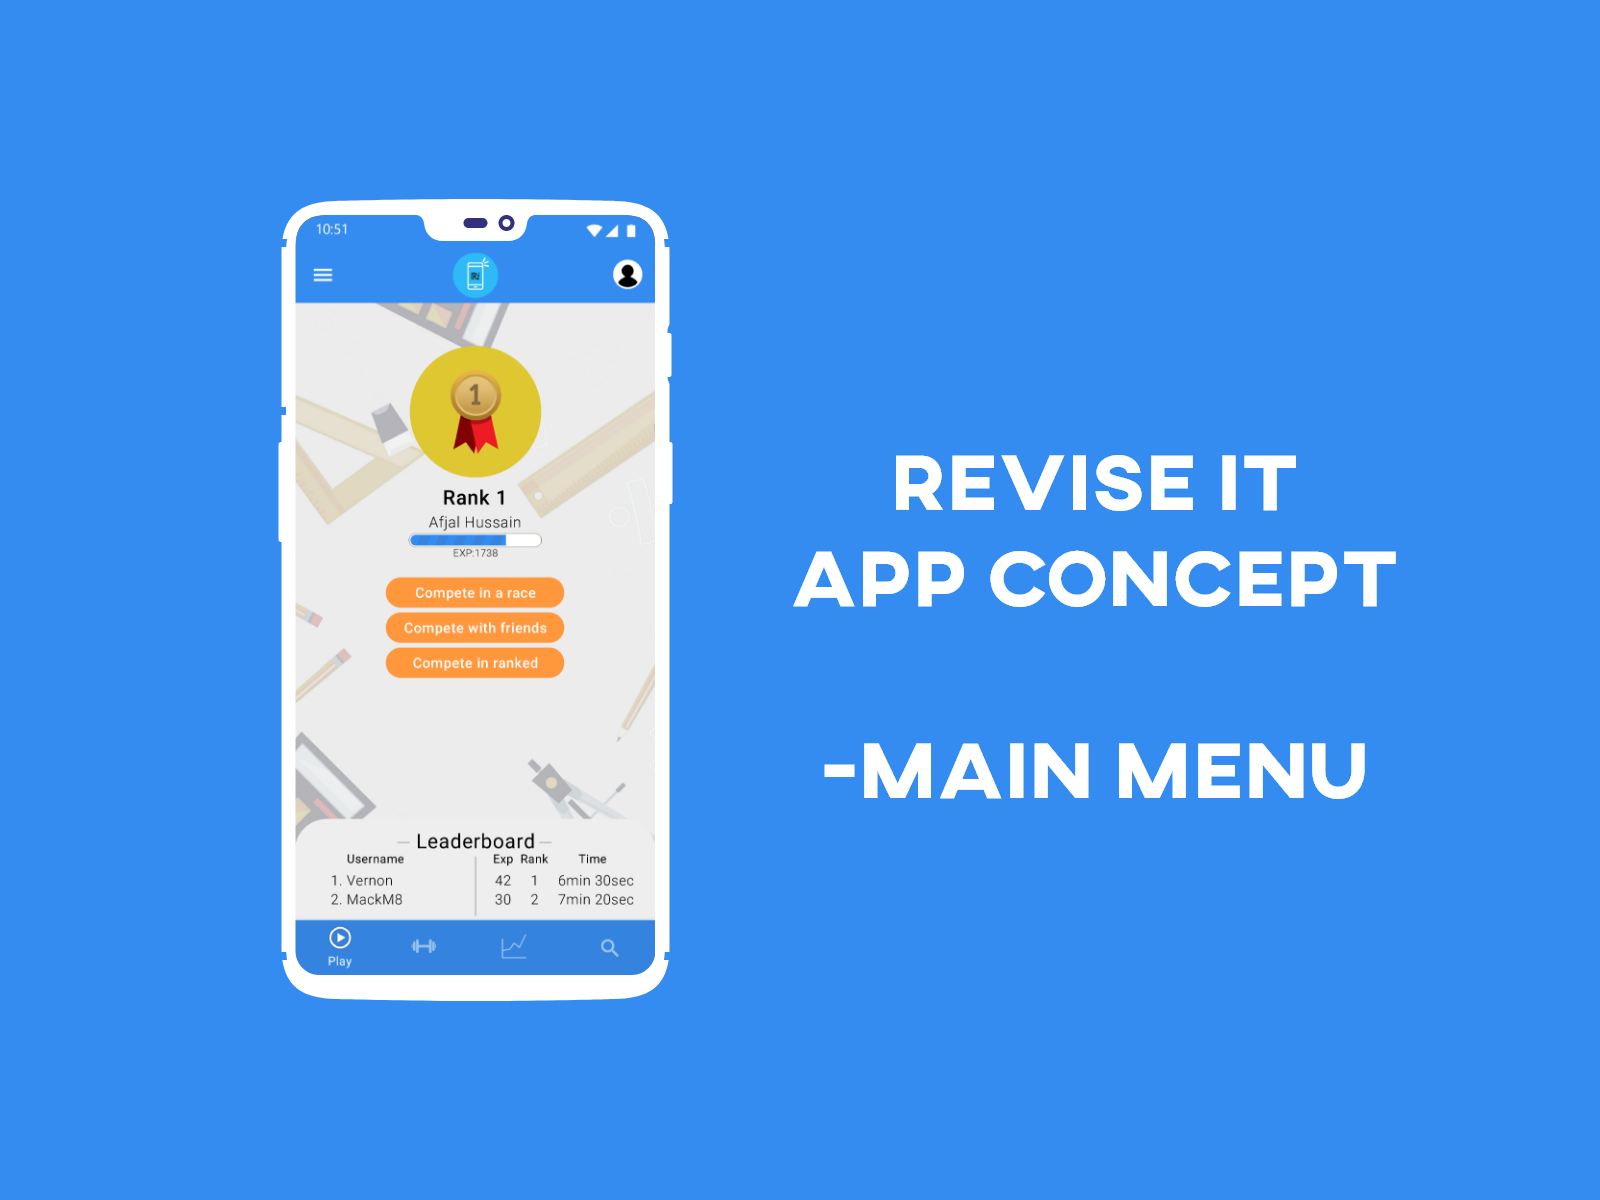 10:51
1
Rank 1
Afjal Hussain
EXP:1738
Compete in a race
Compete with friends
Compete in ranked
Leaderboard
Username Exp Rank Time
1. Vernon 42 1 6min 30sec
2. MackM8 30 2 7min 20sec
Play
REVISE IT
APP CONCEPT
-MAIN MENU